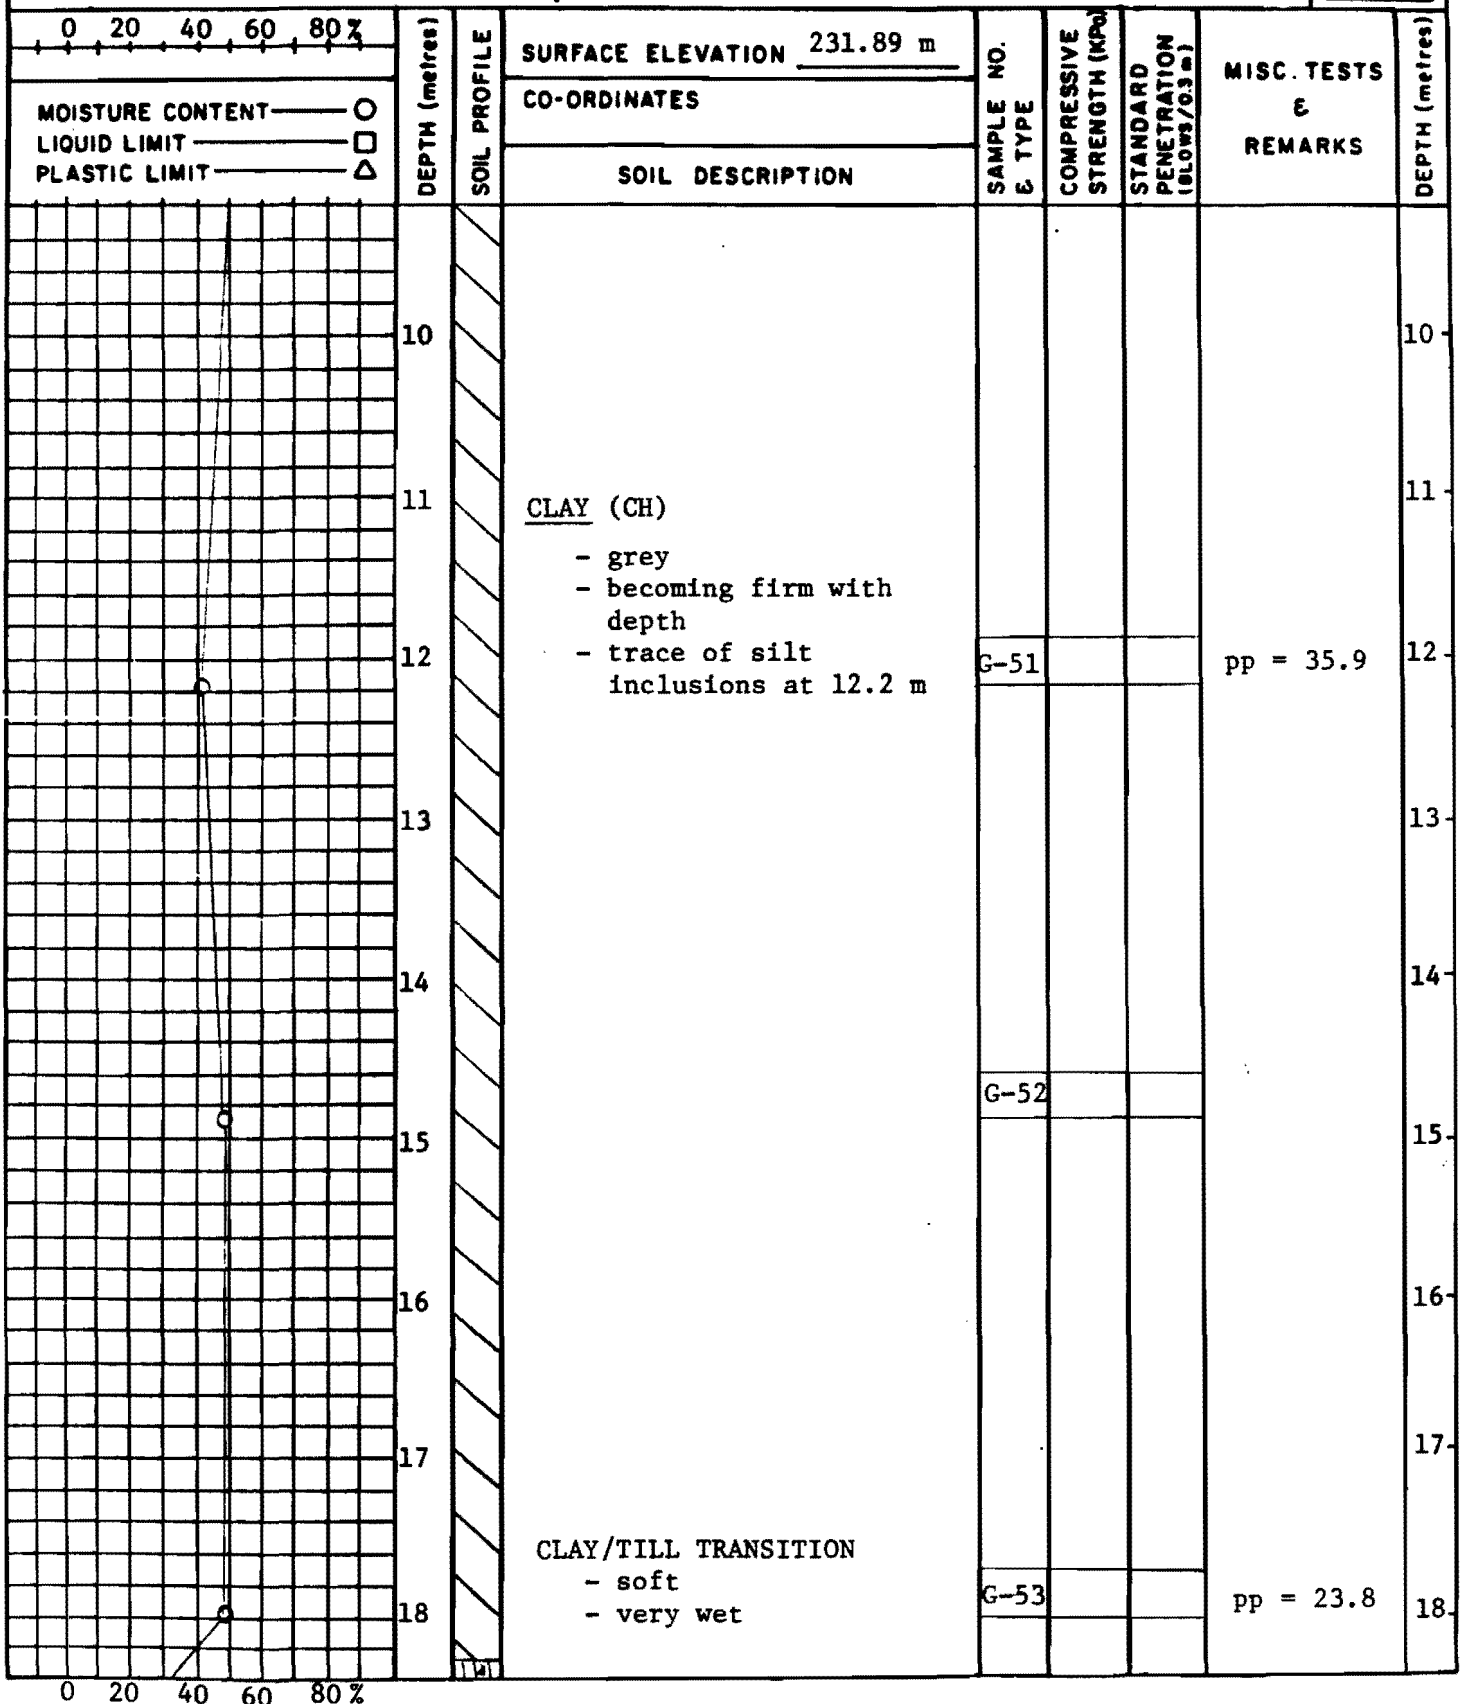 0 20 40 80 %
MOISTURE CONTENT
LIQUID LIMIT
PLASTIC LIMIT
DEPTH (metres)
SOIL PROFILE
SURFACE ELEVATION 231.89 m
CO-ORDINATES
SOIL DESCRIPTION
SAMPLE NO.
& TYPE
COMPRESSIVE
STRENGTH (KPa)
STANDARD
PENETRATION
(BLOWS/0.3 m)
MISC. TESTS
&
REMARKS
DEPTH (metres)
10 10
11 11
CLAY (CH)
- grey
- becoming firm with
depth
- trace of silt
inclusions at 12.2 m
12 G-51 pp = 35.9 12
13 13
14 14
G-52
15 15
16 16
17 17
CLAY/TILL TRANSITION
- soft
- very wet
18 G-53 pp = 23.8 18
0 20 40 60 80 %